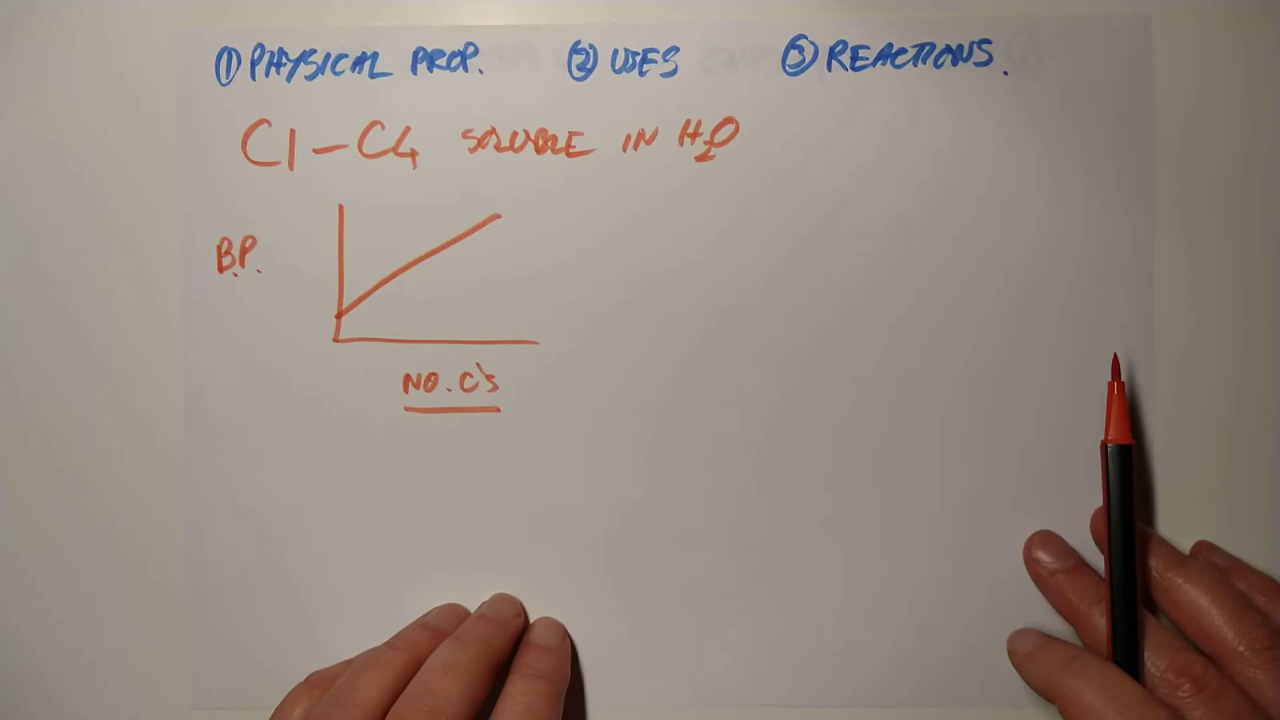 ① PHYSICAL PROP. ② USES ③ REACTIONS.
C1 – C4 SOLUBLE IN H₂O
B.P.
NO. C's